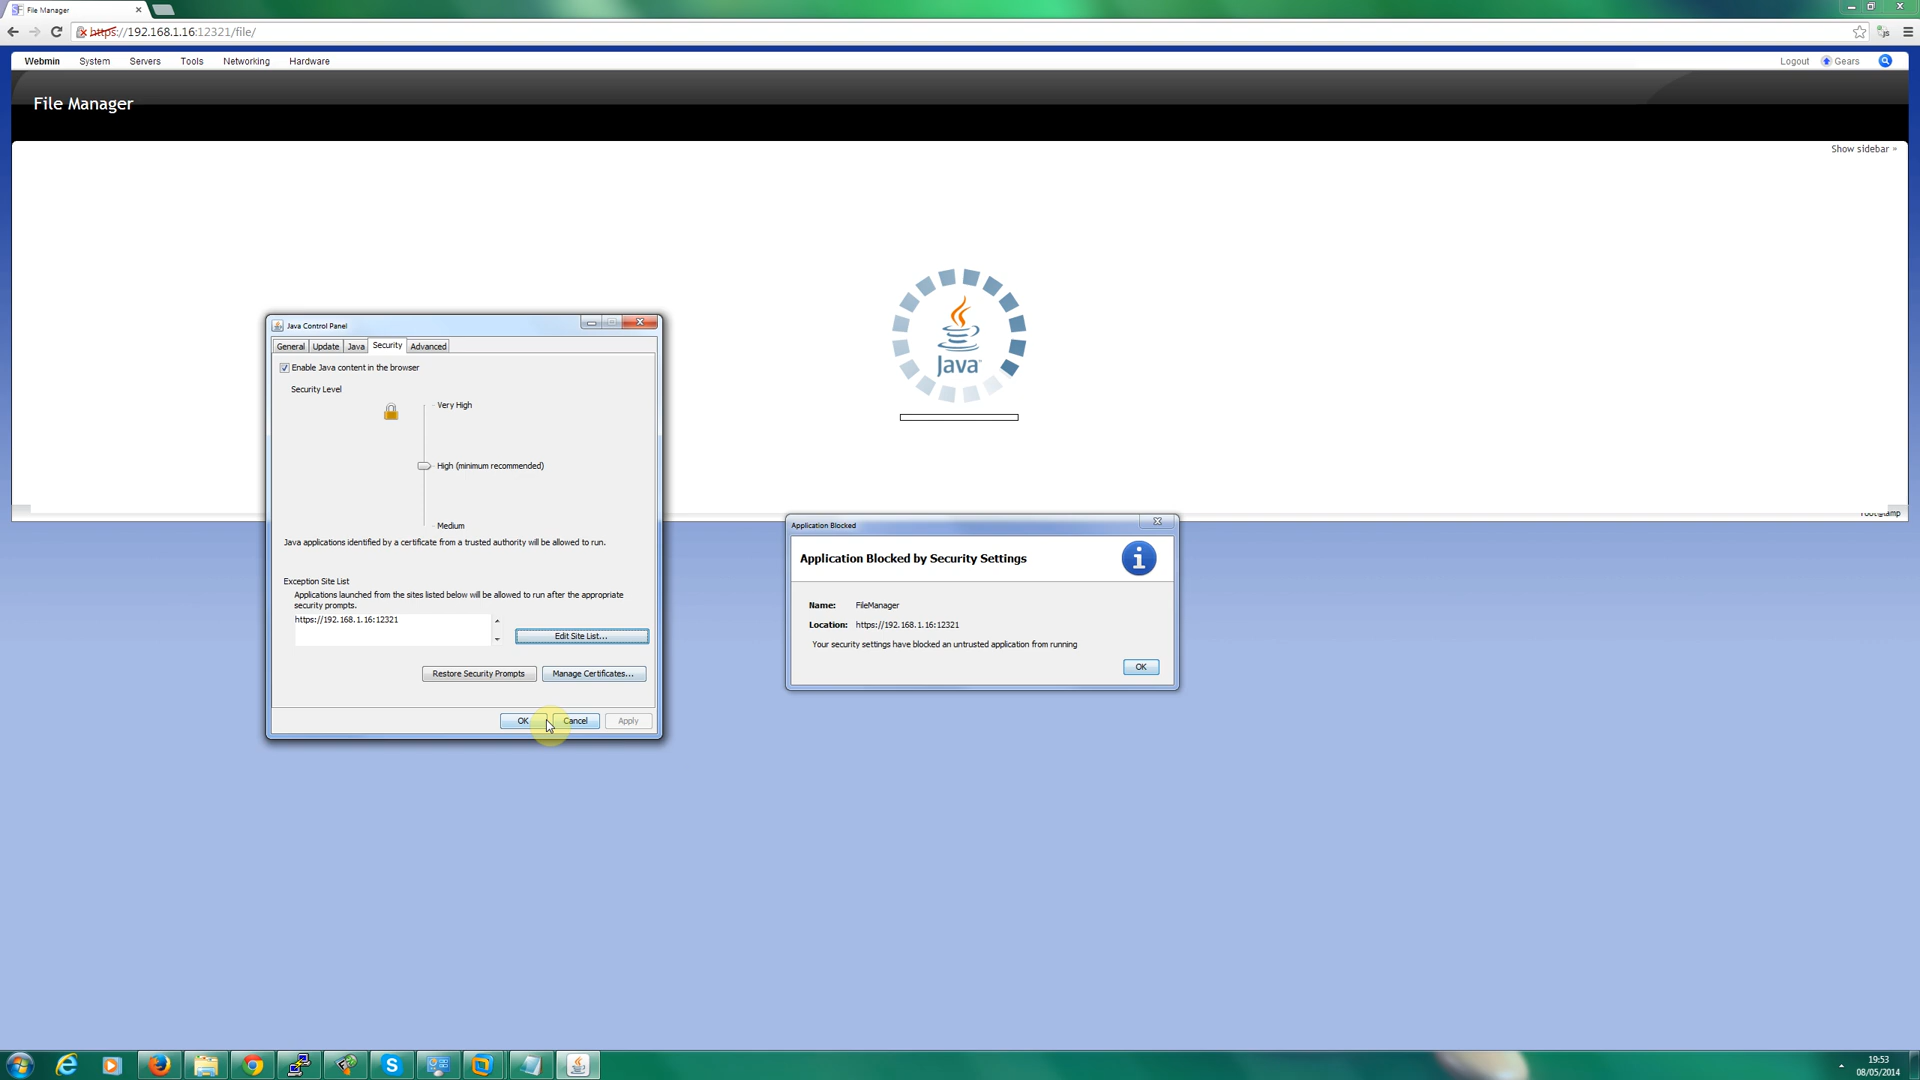 File Manager
https://192.168.1.16:12321/file/
Webmin System Servers Tools Networking Hardware
Logout Gears
File Manager
Show sidebar »
Java
Java Control Panel
General Update Java Security Advanced
Enable Java content in the browser
Security Level
Very High
High (minimum recommended)
Medium
Java applications identified by a certificate from a trusted authority will be allowed to run.
Exception Site List
Applications launched from the sites listed below will be allowed to run after the appropriate
security prompts.
https://192.168.1.16:12321
Edit Site List...
Restore Security Prompts Manage Certificates...
OK Cancel Apply
Application Blocked
Application Blocked by Security Settings
Name: FileManager
Location: https://192.168.1.16:12321
Your security settings have blocked an untrusted application from running
OK
19:53
08/05/2014